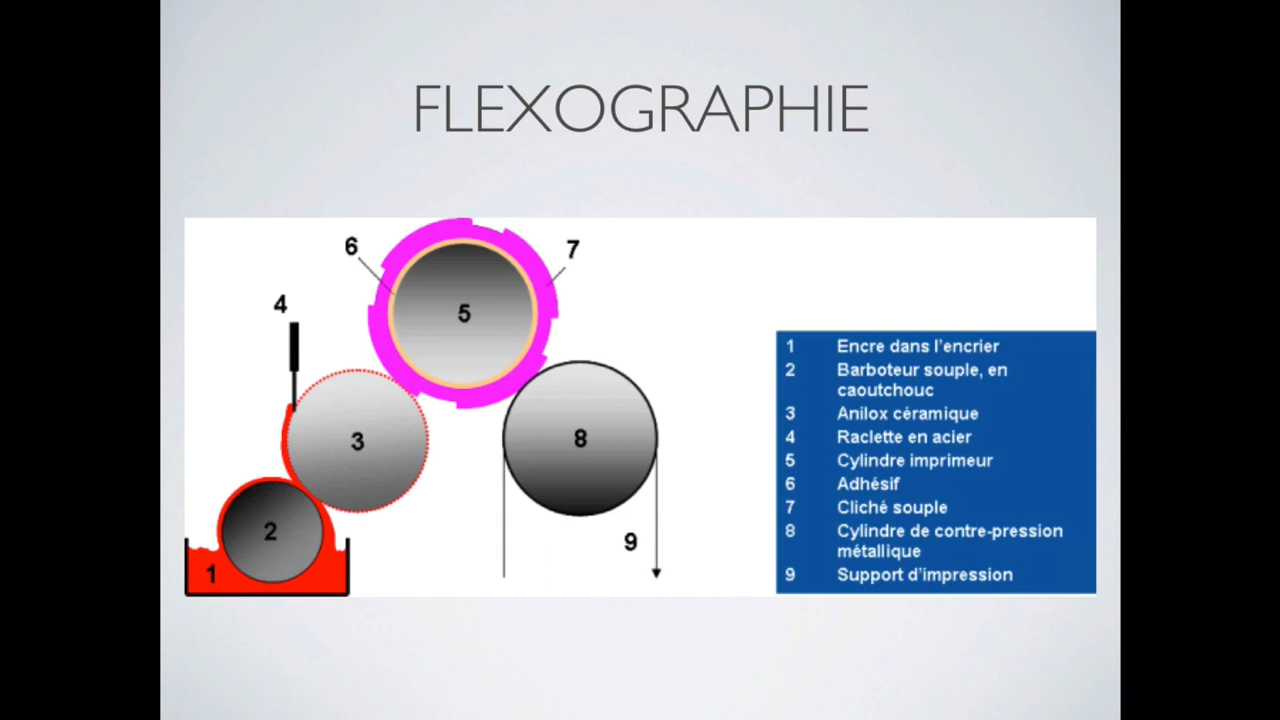 FLEXOGRAPHIE
6
7
4
5
3
8
2
9
1
1 Encre dans l'encrier
2 Barboteur souple, en
caoutchouc
3 Anilox céramique
4 Raclette en acier
5 Cylindre imprimeur
6 Adhésif
7 Cliché souple
8 Cylindre de contre-pression
métallique
9 Support d'impression